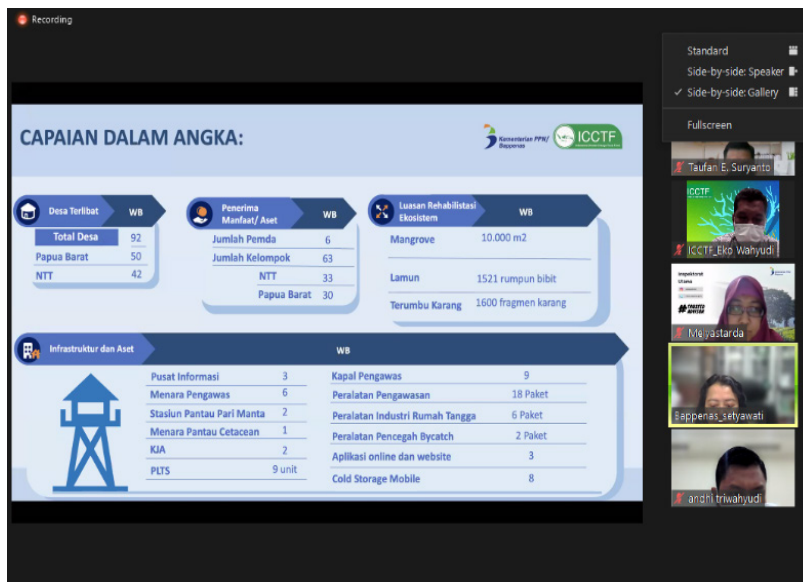 Recording
Standard
Side-by-side: Speaker
Side-by-side: Gallery
Fullscreen
CAPAIAN DALAM ANGKA:
Kementerian PPN/
Bappenas
ICCTF
Desa Terlibat WB
Total Desa 92
Papua Barat 50
NTT 42
Penerima
Manfaat/ Aset WB
Jumlah Pemda 6
Jumlah Kelompok 63
NTT 33
Papua Barat 30
Luasan Rehabilitasi
Ekosistem WB
Mangrove 10.000 m2
Lamun 1521 rumpun bibit
Terumbu Karang 1600 fragmen karang
Infrastruktur dan Aset WB
Pusat Informasi 3
Menara Pengawas 6
Stasiun Pantau Pari Manta 2
Menara Pantau Cetacean 1
KJA 2
PLTS 9 unit
Kapal Pengawas 9
Peralatan Pengawasan 18 Paket
Peralatan Industri Rumah Tangga 6 Paket
Peralatan Pencegah Bycatch 2 Paket
Aplikasi online dan website 3
Cold Storage Mobile 8
Taufan E. Suryanto
ICCTF
ICCTF_Eko Wahyudi
Inspektorat
Utama
#TRUSTED
ADVISOR
Meiyastarda
Bappenas_setyawati
andhi triwahyudi